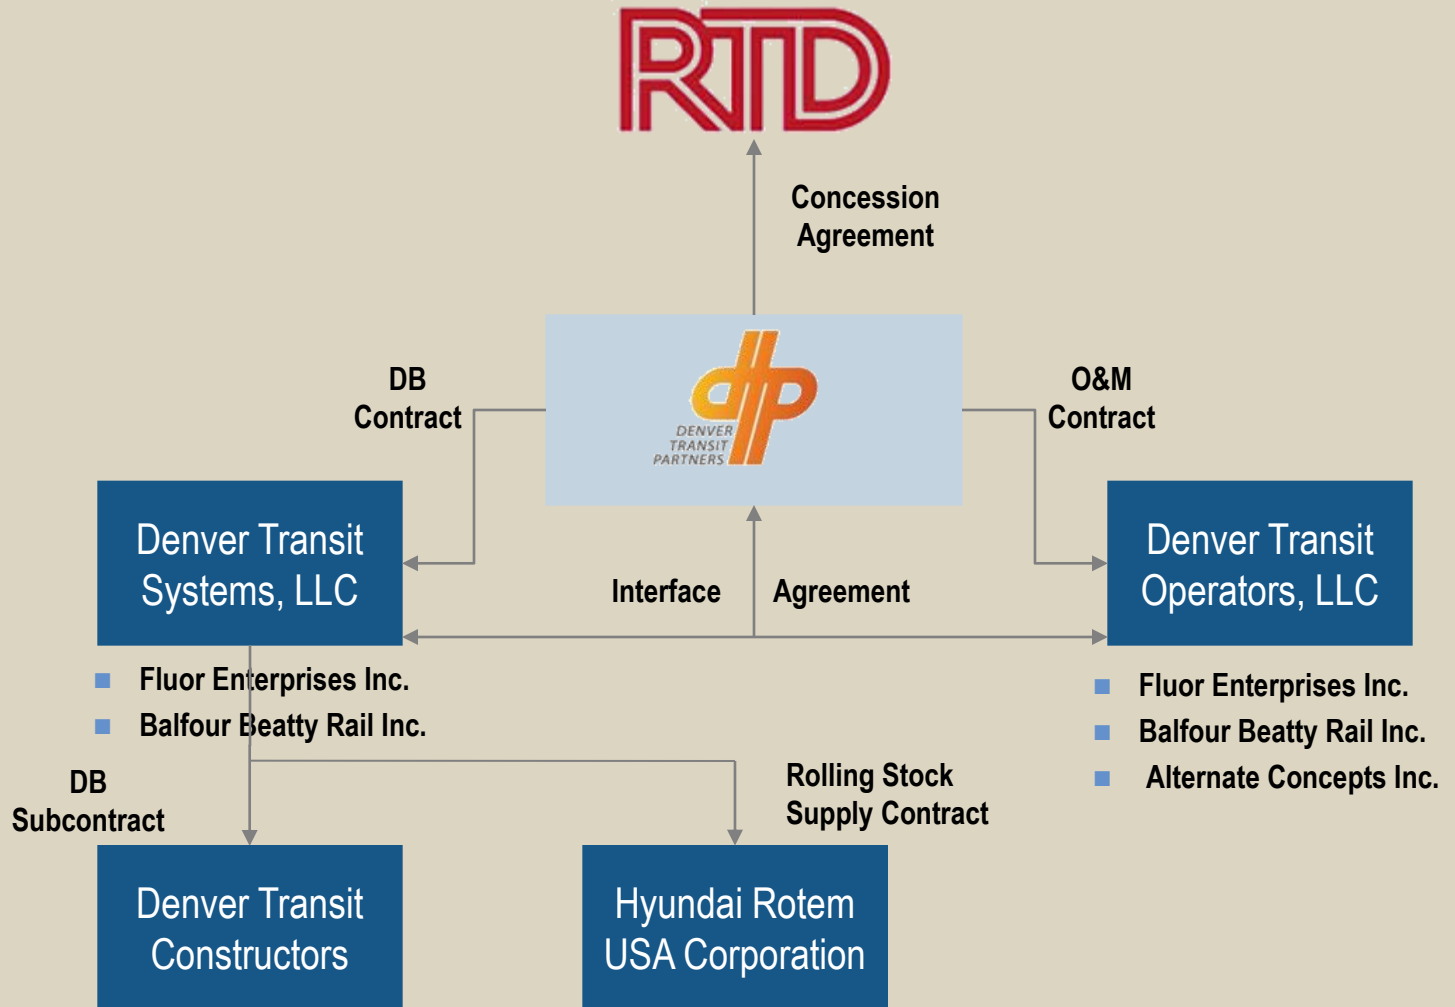 RTD
Concession
Agreement
DB
Contract
DENVER
TRANSIT
PARTNERS
O&M
Contract
Denver Transit
Systems, LLC
Interface Agreement
Denver Transit
Operators, LLC
Fluor Enterprises Inc.
Balfour Beatty Rail Inc.
Fluor Enterprises Inc.
Balfour Beatty Rail Inc.
Alternate Concepts Inc.
DB
Subcontract
Rolling Stock
Supply Contract
Denver Transit
Constructors
Hyundai Rotem
USA Corporation